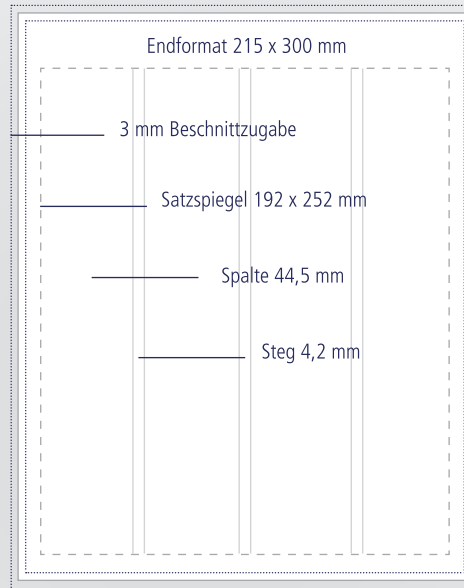 Endformat 215 x 300 mm
3 mm Beschnittzugabe
Satzspiegel 192 x 252 mm
Spalte 44,5 mm
Steg 4,2 mm